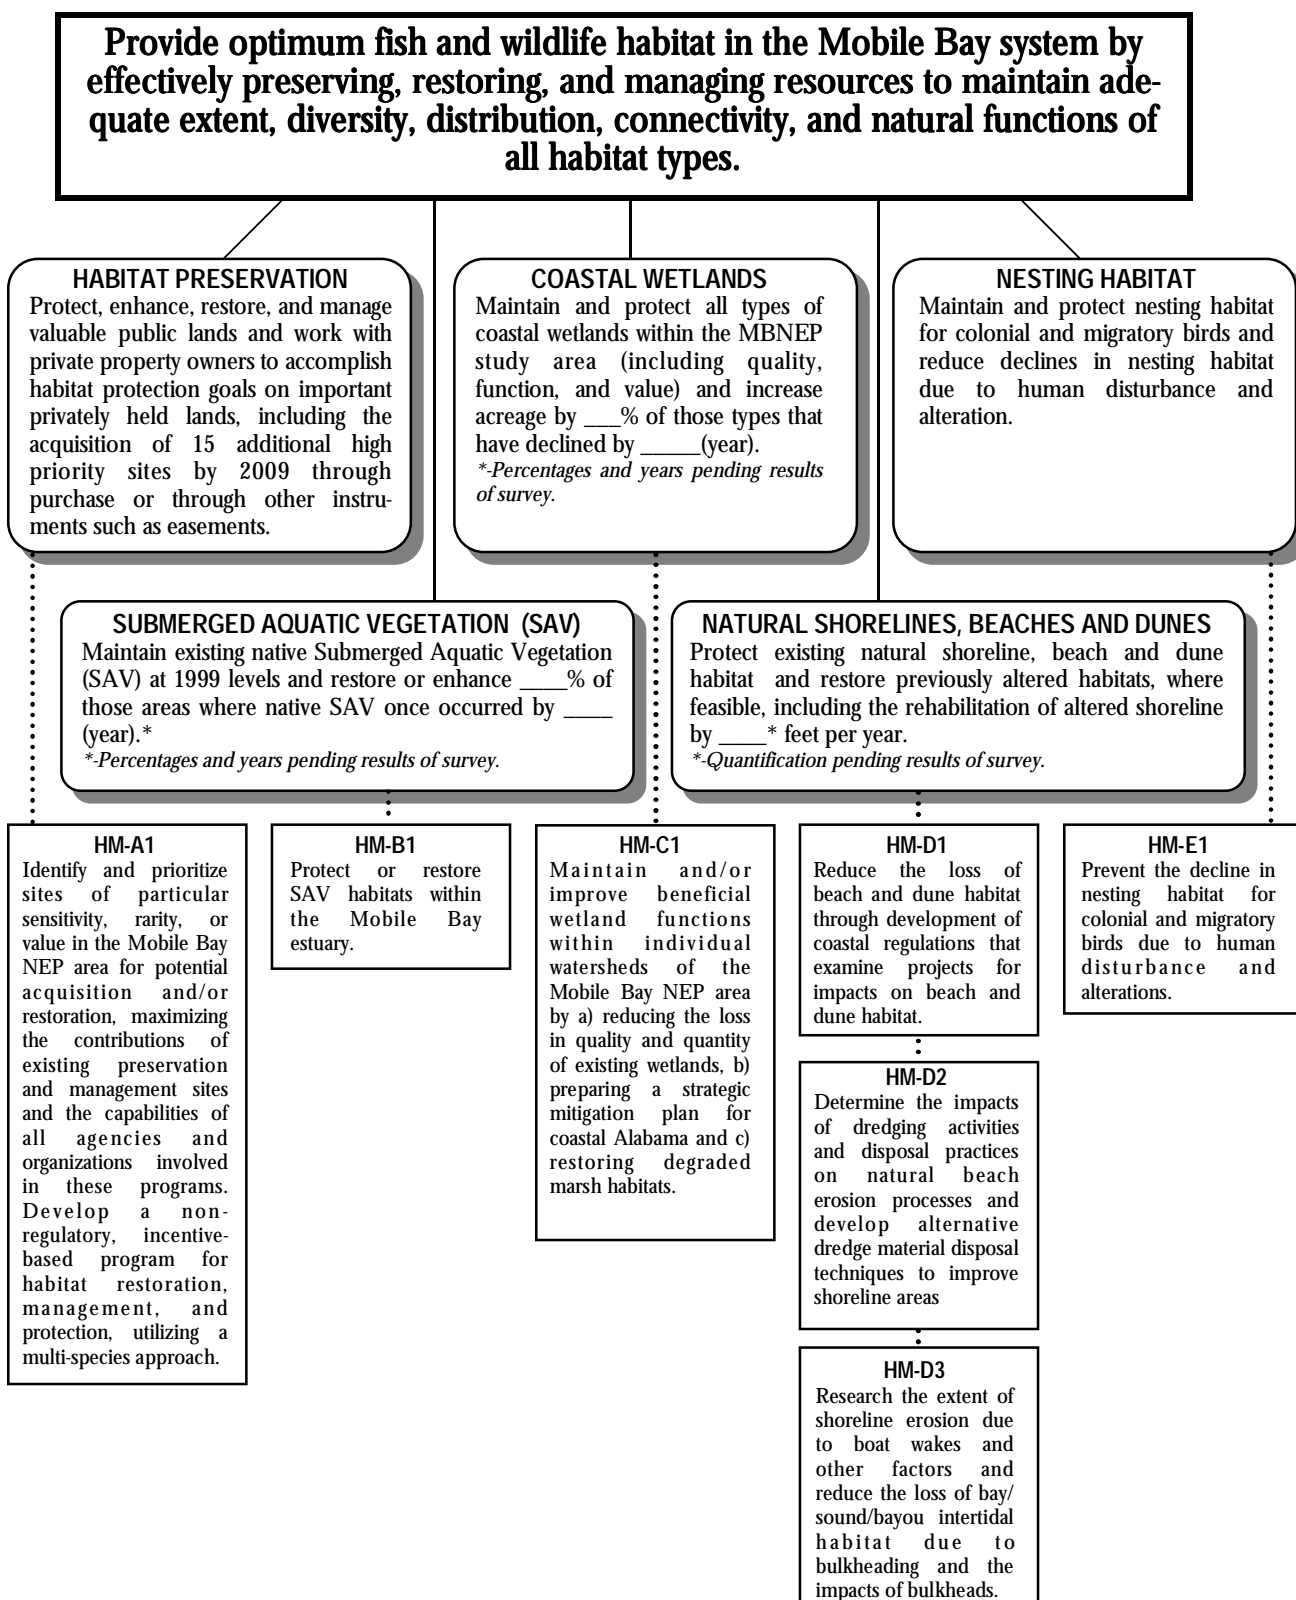 Provide optimum fish and wildlife habitat in the Mobile Bay system by
effectively preserving, restoring, and managing resources to maintain ade-
quate extent, diversity, distribution, connectivity, and natural functions of
all habitat types.
HABITAT PRESERVATION
Protect, enhance, restore, and manage
valuable public lands and work with
private property owners to accomplish
habitat protection goals on important
privately held lands, including the
acquisition of 15 additional high
priority sites by 2009 through
purchase or through other instru-
ments such as easements.
COASTAL WETLANDS
Maintain and protect all types of
coastal wetlands within the MBNEP
study area (including quality,
function, and value) and increase
acreage by ___% of those types that
have declined by _____(year).
*-Percentages and years pending results
of survey.
NESTING HABITAT
Maintain and protect nesting habitat
for colonial and migratory birds and
reduce declines in nesting habitat
due to human disturbance and
alteration.
SUBMERGED AQUATIC VEGETATION (SAV)
Maintain existing native Submerged Aquatic Vegetation
(SAV) at 1999 levels and restore or enhance ____% of
those areas where native SAV once occurred by ____
(year).*
*-Percentages and years pending results of survey.
NATURAL SHORELINES, BEACHES AND DUNES
Protect existing natural shoreline, beach and dune
habitat and restore previously altered habitats, where
feasible, including the rehabilitation of altered shoreline
by ____* feet per year.
*-Quantification pending results of survey.
HM-A1
Identify and prioritize
sites of particular
sensitivity, rarity, or
value in the Mobile Bay
NEP area for potential
acquisition and/or
restoration, maximizing
the contributions of
existing preservation
and management sites
and the capabilities of
all agencies and
organizations involved
in these programs.
Develop a non-
regulatory, incentive-
based program for
habitat restoration,
management, and
protection, utilizing a
multi-species approach.
HM-B1
Protect or restore
SAV habitats within
the Mobile Bay
estuary.
HM-C1
Maintain and/or
improve beneficial
wetland functions
within individual
watersheds of the
Mobile Bay NEP area
by a) reducing the loss
in quality and quantity
of existing wetlands, b)
preparing a strategic
mitigation plan for
coastal Alabama and c)
restoring degraded
marsh habitats.
HM-D1
Reduce the loss of
beach and dune habitat
through development of
coastal regulations that
examine projects for
impacts on beach and
dune habitat.
HM-D2
Determine the impacts
of dredging activities
and disposal practices
on natural beach
erosion processes and
develop alternative
dredge material disposal
techniques to improve
shoreline areas
HM-D3
Research the extent of
shoreline erosion due
to boat wakes and
other factors and
reduce the loss of bay/
sound/bayou intertidal
habitat due to
bulkheading and the
impacts of bulkheads.
HM-E1
Prevent the decline in
nesting habitat for
colonial and migratory
birds due to human
disturbance and
alterations.